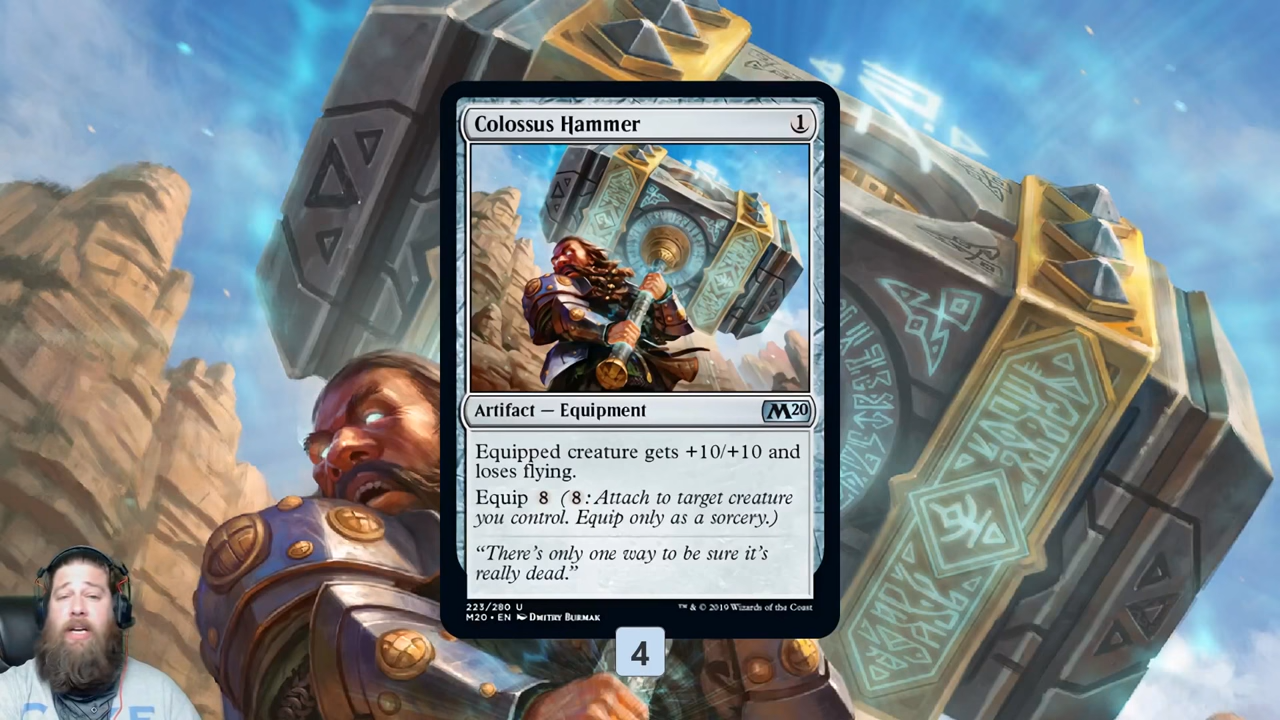 Colossus Hammer 1
Artifact — Equipment M20
Equipped creature gets +10/+10 and
loses flying.
Equip 8 (8: Attach to target creature
you control. Equip only as a sorcery.)
“There’s only one way to be sure it’s
really dead.”
223/280 U
M20 • EN Dmitry Burmak
™ & © 2019 Wizards of the Coast
4